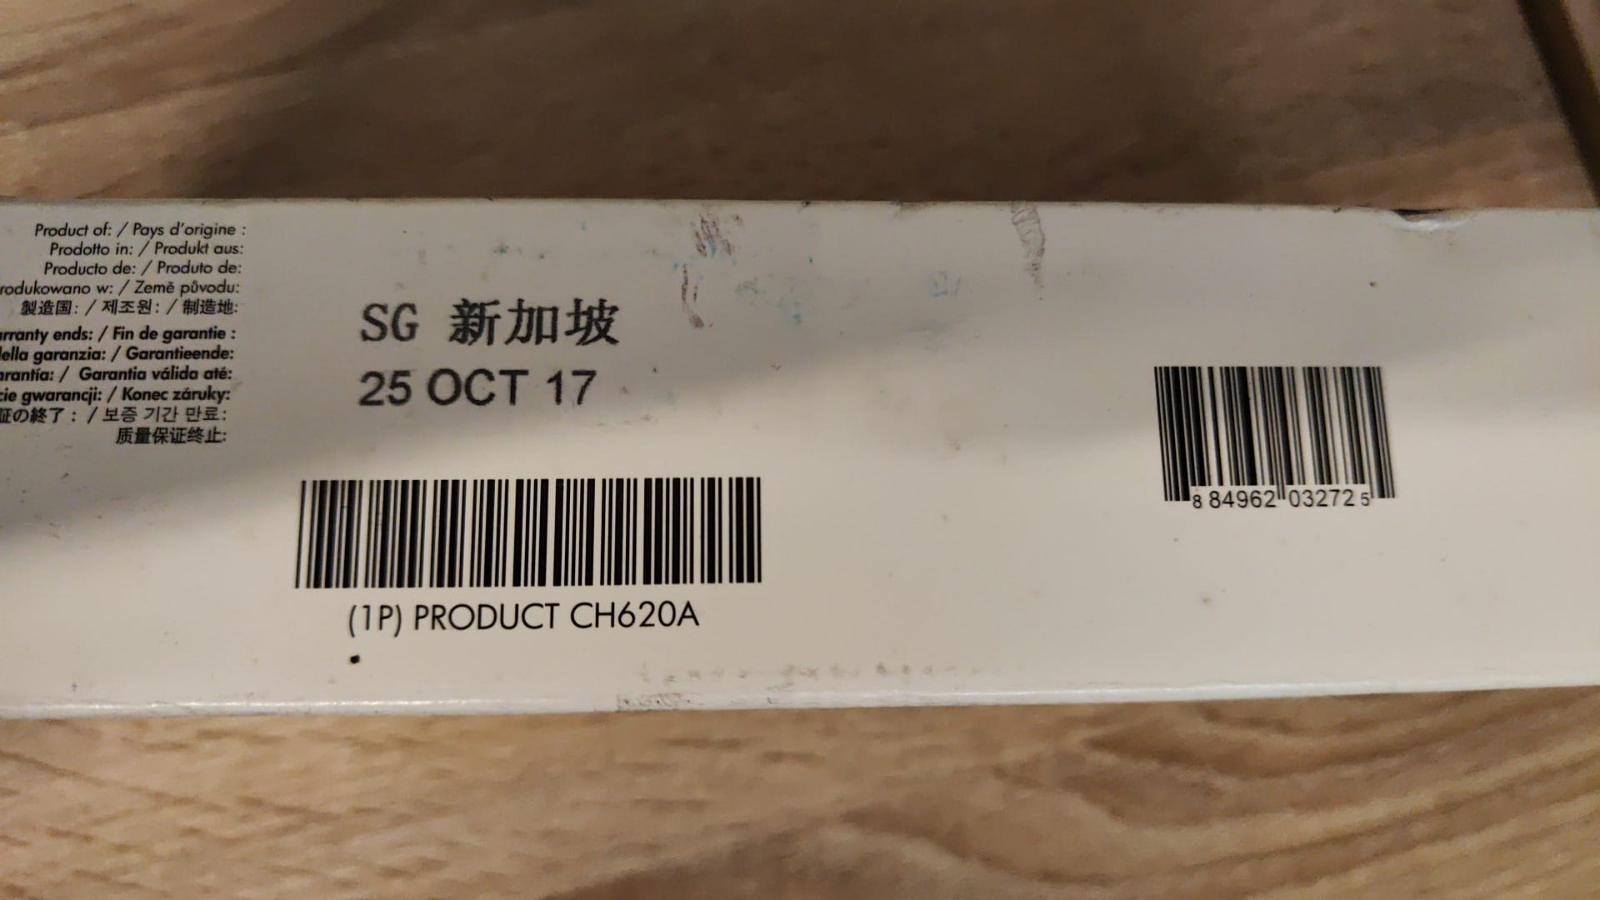 Product of: / Pays d'origine :
Prodotto in: / Produkt aus:
Producto de: / Produto de:
rodukowano w: / Země původu:
製造国: / 제조원: / 制造地:
rranty ends: / Fin de garantie :
ella garanzia: / Garantieende:
rantía: / Garantia válida até:
cie gwarancji: / Konec záruky:
証の終了 : / 보증 기간 만료:
质量保证终止:
SG 新加坡
25 OCT 17
(1P) PRODUCT CH620A
8 84962 03272 5